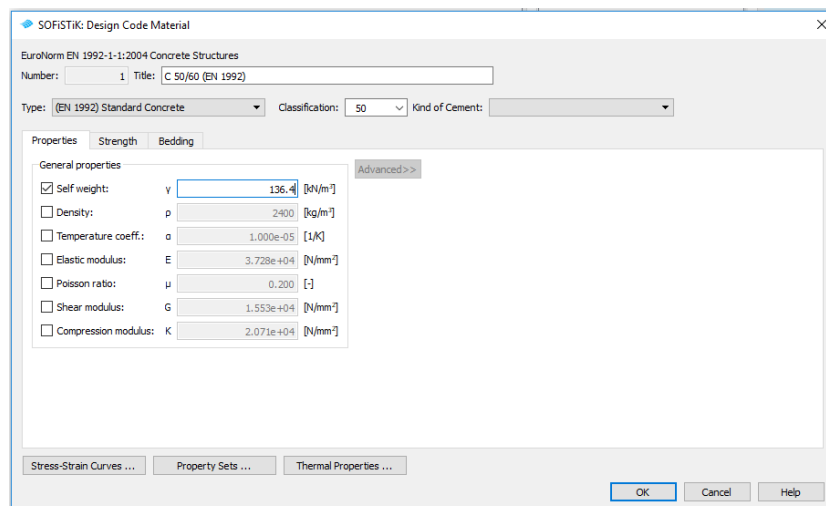 SOFiSTiK: Design Code Material
EuroNorm EN 1992-1-1:2004 Concrete Structures
Number: 1 Title: C 50/60 (EN 1992)
Type: (EN 1992) Standard Concrete Classification: 50 Kind of Cement:
Properties Strength Bedding
General properties
Advanced>>
Self weight: γ 136.4 [kN/m³]
Density: ρ 2400 [kg/m³]
Temperature coeff.: α 1.000e-05 [1/K]
Elastic modulus: E 3.728e+04 [N/mm²]
Poisson ratio: μ 0.200 [-]
Shear modulus: G 1.553e+04 [N/mm²]
Compression modulus: K 2.071e+04 [N/mm²]
Stress-Strain Curves ... Property Sets ... Thermal Properties ...
OK Cancel Help